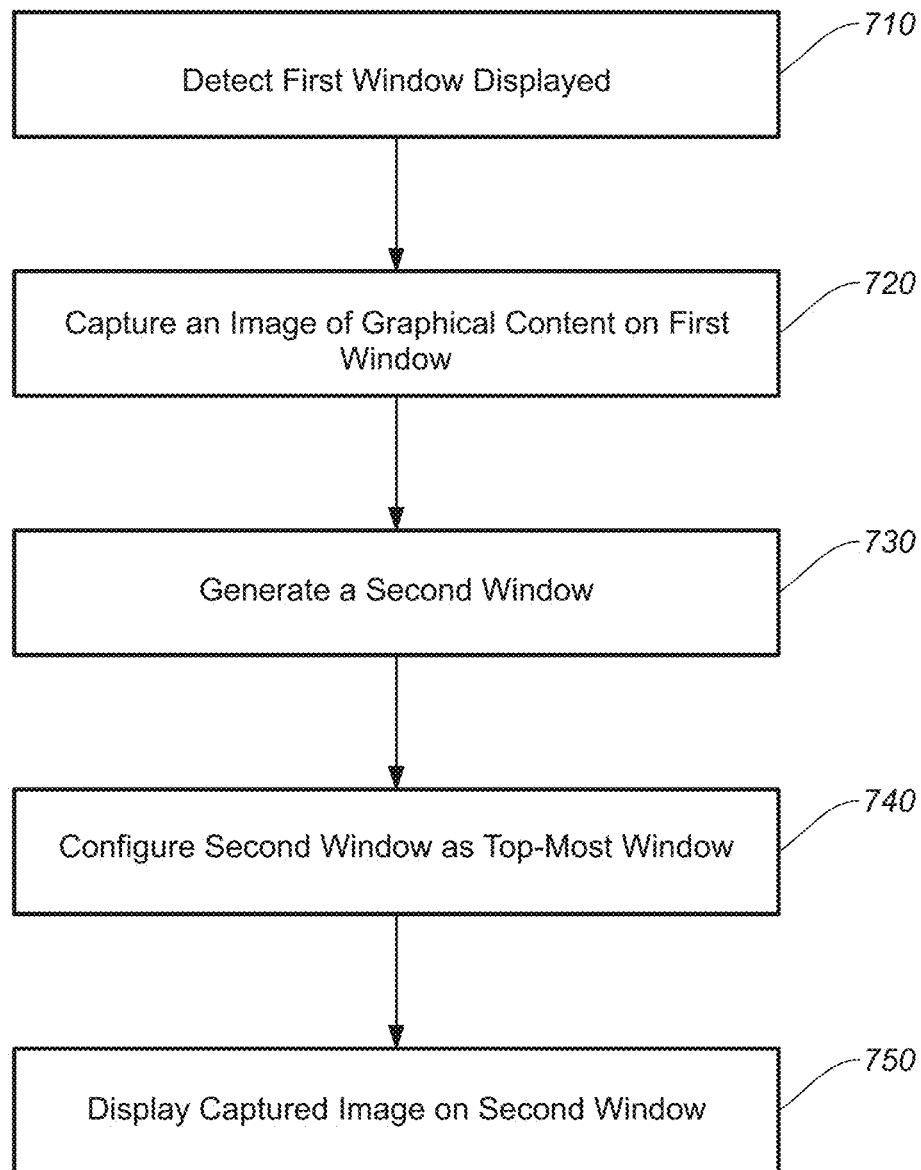 710
Detect First Window Displayed
720
Capture an Image of Graphical Content on First
Window
730
Generate a Second Window
740
Configure Second Window as Top-Most Window
750
Display Captured Image on Second Window